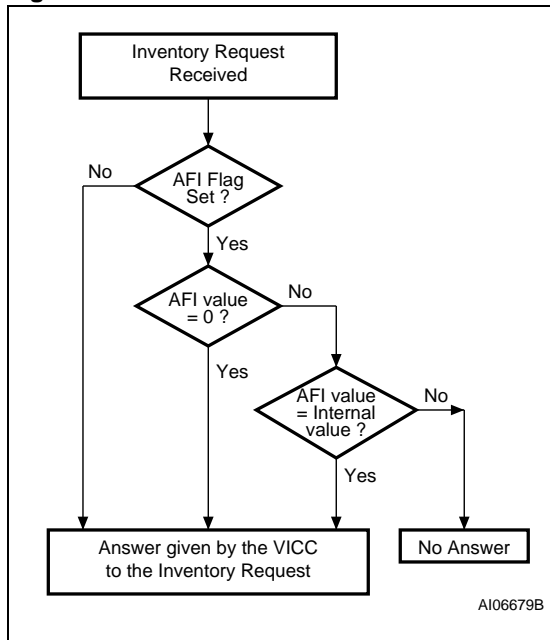 Inventory Request
Received
No
AFI Flag
Set ?
Yes
AFI value
= 0 ?
No
Yes
AFI value
= Internal
value ?
No
Yes
Answer given by the VICC
to the Inventory Request
No Answer
AI06679B